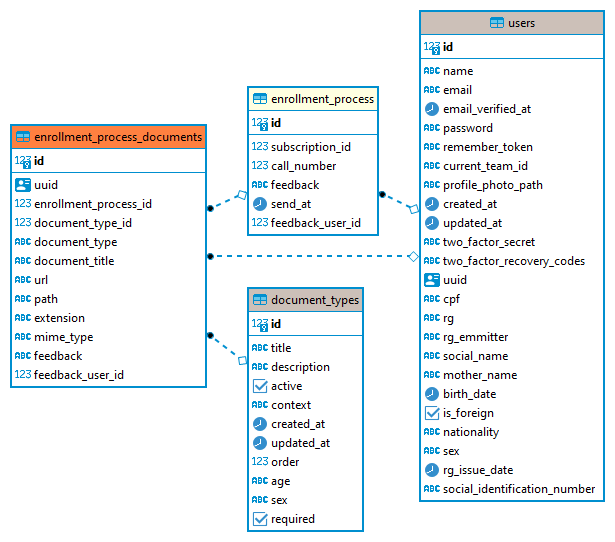 enrollment_process_documents
123 id
uuid
123 enrollment_process_id
123 document_type_id
ABC document_type
ABC document_title
ABC url
ABC path
ABC extension
ABC mime_type
ABC feedback
123 feedback_user_id
enrollment_process
123 id
123 subscription_id
123 call_number
ABC feedback
send_at
123 feedback_user_id
document_types
123 id
ABC title
ABC description
active
ABC context
created_at
updated_at
123 order
ABC age
ABC sex
required
users
123 id
ABC name
ABC email
email_verified_at
ABC password
ABC remember_token
123 current_team_id
ABC profile_photo_path
created_at
updated_at
ABC two_factor_secret
ABC two_factor_recovery_codes
uuid
ABC cpf
ABC rg
ABC rg_emmitter
ABC social_name
ABC mother_name
birth_date
is_foreign
ABC nationality
ABC sex
rg_issue_date
ABC social_identification_number